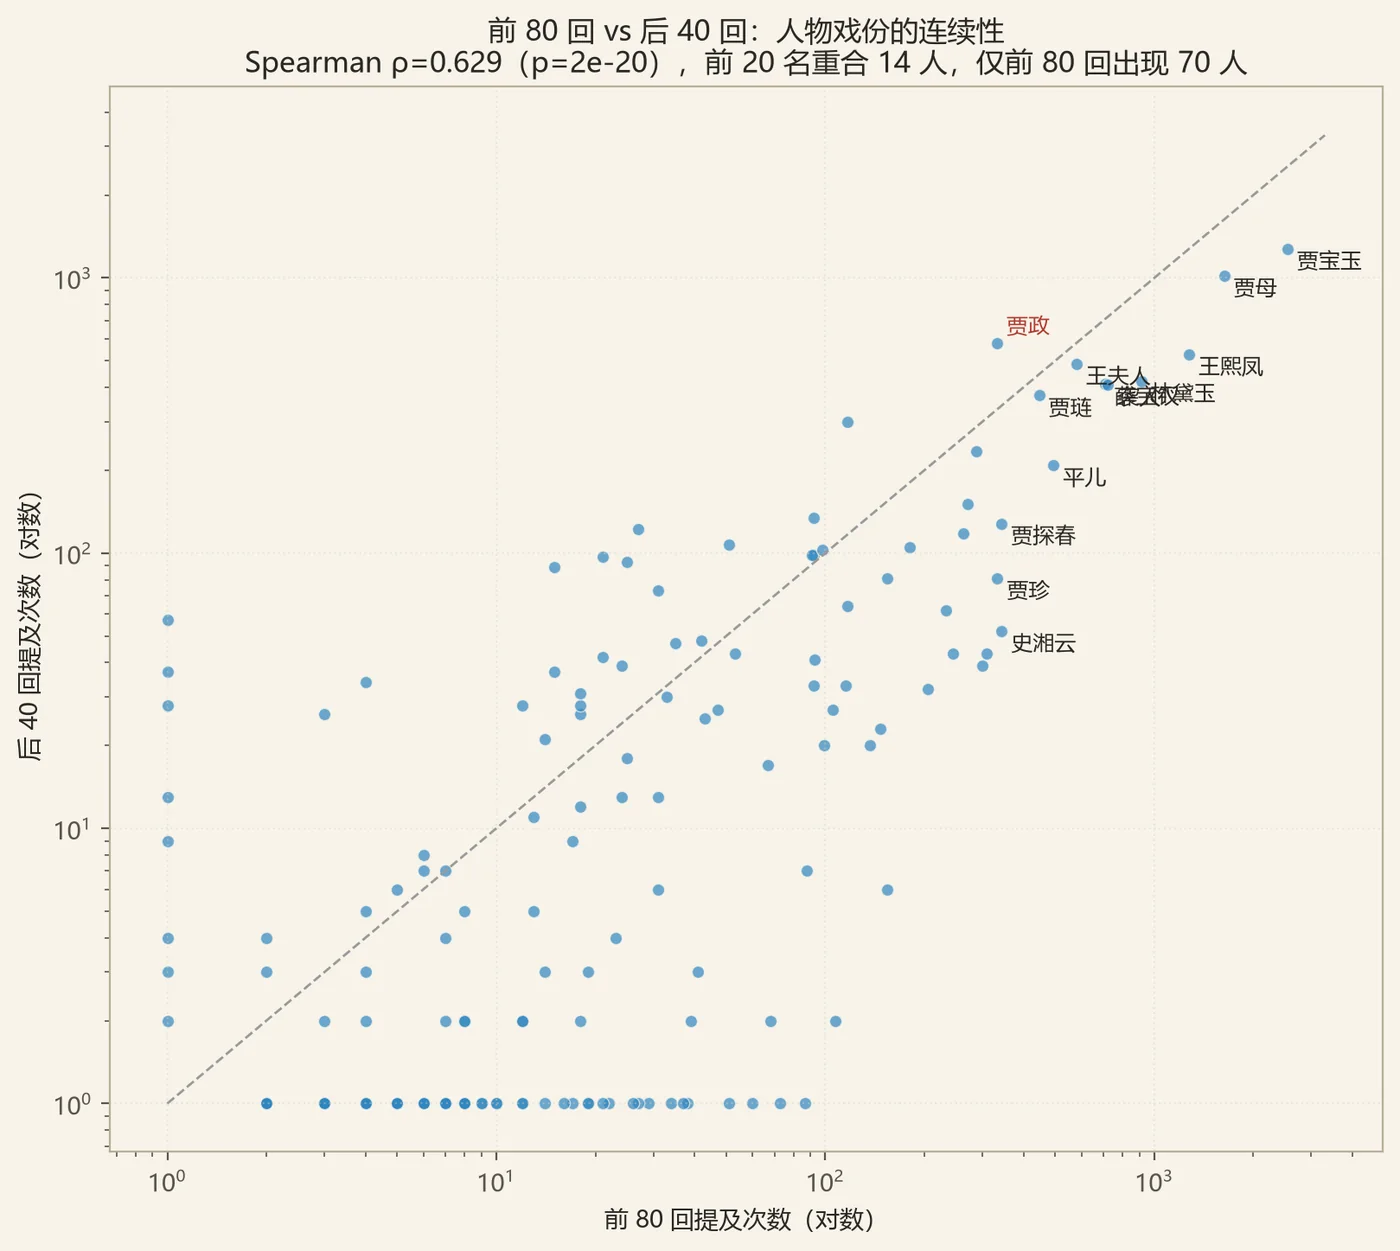 前 80 回 vs 后 40 回：人物戏份的连续性
Spearman ρ=0.629（p=2e-20），前 20 名重合 14 人，仅前 80 回出现 70 人
贾宝玉
贾母
贾政
王熙凤
王夫人
林黛玉
贾琏
平儿
贾探春
贾珍
史湘云
后 40 回提及次数（对数）
10³
10²
10¹
10⁰
10⁰
10¹
10²
10³
前 80 回提及次数（对数）